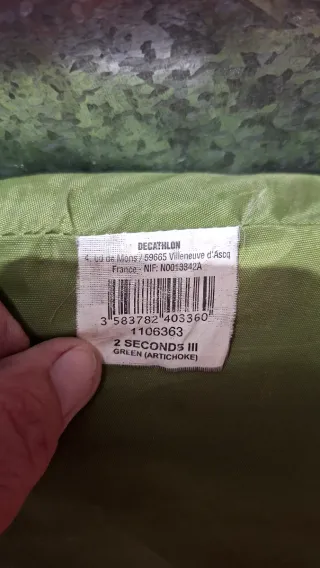 DECATHLON
4, Bd de Mons / 59665 Villeneuve d'Ascq
France - NIF: N0013342A
3 583782 403360
1106363
2 SECONDS III
GREEN (ARTICHOKE)